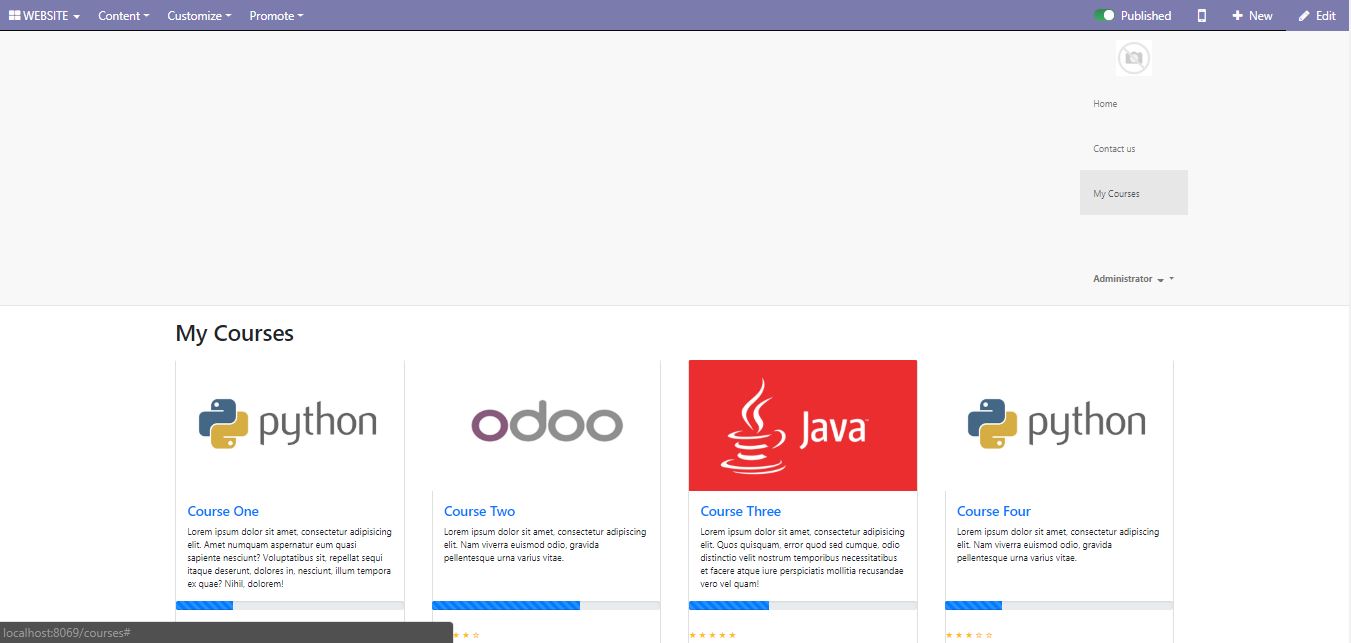 WEBSITE Content Customize Promote Published New Edit
Home
Contact us
My Courses
Administrator
My Courses
python odoo Java python
Course One
Lorem ipsum dolor sit amet, consectetur adipisicing
elit. Amet numquam aspernatur eum quasi
sapiente nesciunt? Voluptatibus sit, repellat sequi
itaque deserunt, dolores in, nesciunt, illum tempora
ex quae? Nihil, dolorem!
Course Two
Lorem ipsum dolor sit amet, consectetur adipiscing
elit. Nam viverra euismod odio, gravida
pellentesque urna varius vitae.
Course Three
Lorem ipsum dolor sit amet, consectetur adipisicing
elit. Quos quisquam, error quod sed cumque, odio
distinctio velit nostrum temporibus necessitatibus
et facere atque iure perspiciatis mollitia recusandae
vero vel quam!
Course Four
Lorem ipsum dolor sit amet, consectetur adipiscing
elit. Nam viverra euismod odio, gravida
pellentesque urna varius vitae.
localhost:8069/courses#